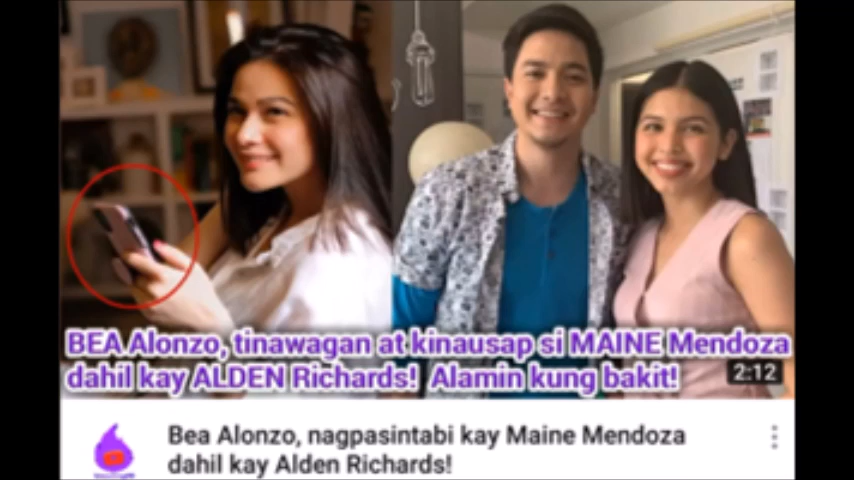 BEA Alonzo, tinawagan at kinausap si MAINE Mendoza
dahil kay ALDEN Richards! Alamin kung bakit!
2:12
Bea Alonzo, nagpasintabi kay Maine Mendoza
dahil kay Alden Richards!